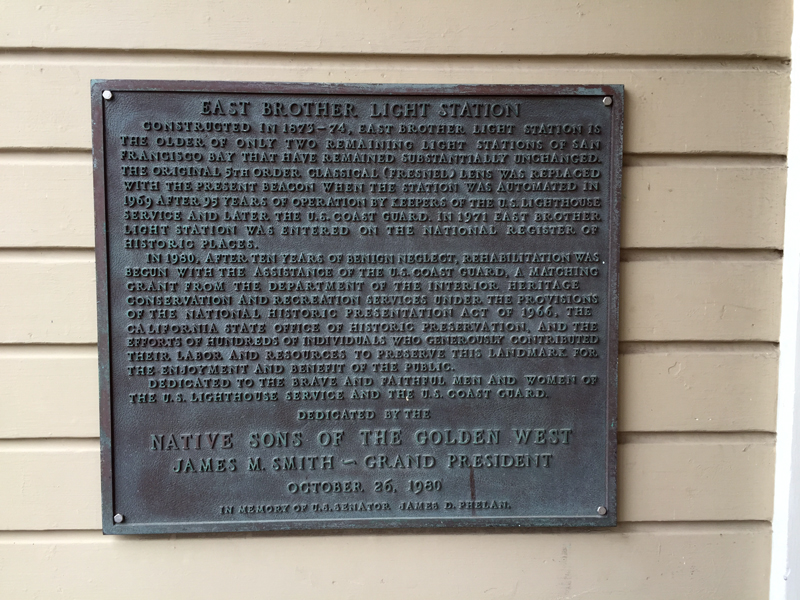 EAST BROTHER LIGHT STATION
CONSTRUCTED IN 1873-74, EAST BROTHER LIGHT STATION IS
THE OLDER OF ONLY TWO REMAINING LIGHT STATIONS OF SAN
FRANCISCO BAY THAT HAVE REMAINED SUBSTANTIALLY UNCHANGED.
THE ORIGINAL 5TH ORDER CLASSICAL (FRESNEL) LENS WAS REPLACED
WITH THE PRESENT BEACON WHEN THE STATION WAS AUTOMATED IN
1969 AFTER 95 YEARS OF OPERATION BY KEEPERS OF THE U.S. LIGHTHOUSE
SERVICE AND LATER THE U.S. COAST GUARD. IN 1971 EAST BROTHER
LIGHT STATION WAS ENTERED ON THE NATIONAL REGISTER OF
HISTORIC PLACES.
IN 1980, AFTER TEN YEARS OF BENIGN NEGLECT, REHABILITATION WAS
BEGUN WITH THE ASSISTANCE OF THE U.S. COAST GUARD, A MATCHING
GRANT FROM THE DEPARTMENT OF THE INTERIOR HERITAGE
CONSERVATION AND RECREATION SERVICES UNDER THE PROVISIONS
OF THE NATIONAL HISTORIC PRESENTATION ACT OF 1966, THE
CALIFORNIA STATE OFFICE OF HISTORIC PRESERVATION, AND THE
EFFORTS OF HUNDREDS OF INDIVIDUALS WHO GENEROUSLY CONTRIBUTED
THEIR LABOR AND RESOURCES TO PRESERVE THIS LANDMARK FOR
THE ENJOYMENT AND BENEFIT OF THE PUBLIC.
DEDICATED TO THE BRAVE AND FAITHFUL MEN AND WOMEN OF
THE U.S. LIGHTHOUSE SERVICE AND THE U.S. COAST GUARD.
DEDICATED BY THE
NATIVE SONS OF THE GOLDEN WEST
JAMES M. SMITH ~ GRAND PRESIDENT
OCTOBER 26, 1980
IN MEMORY OF U.S. SENATOR JAMES D. PHELAN.